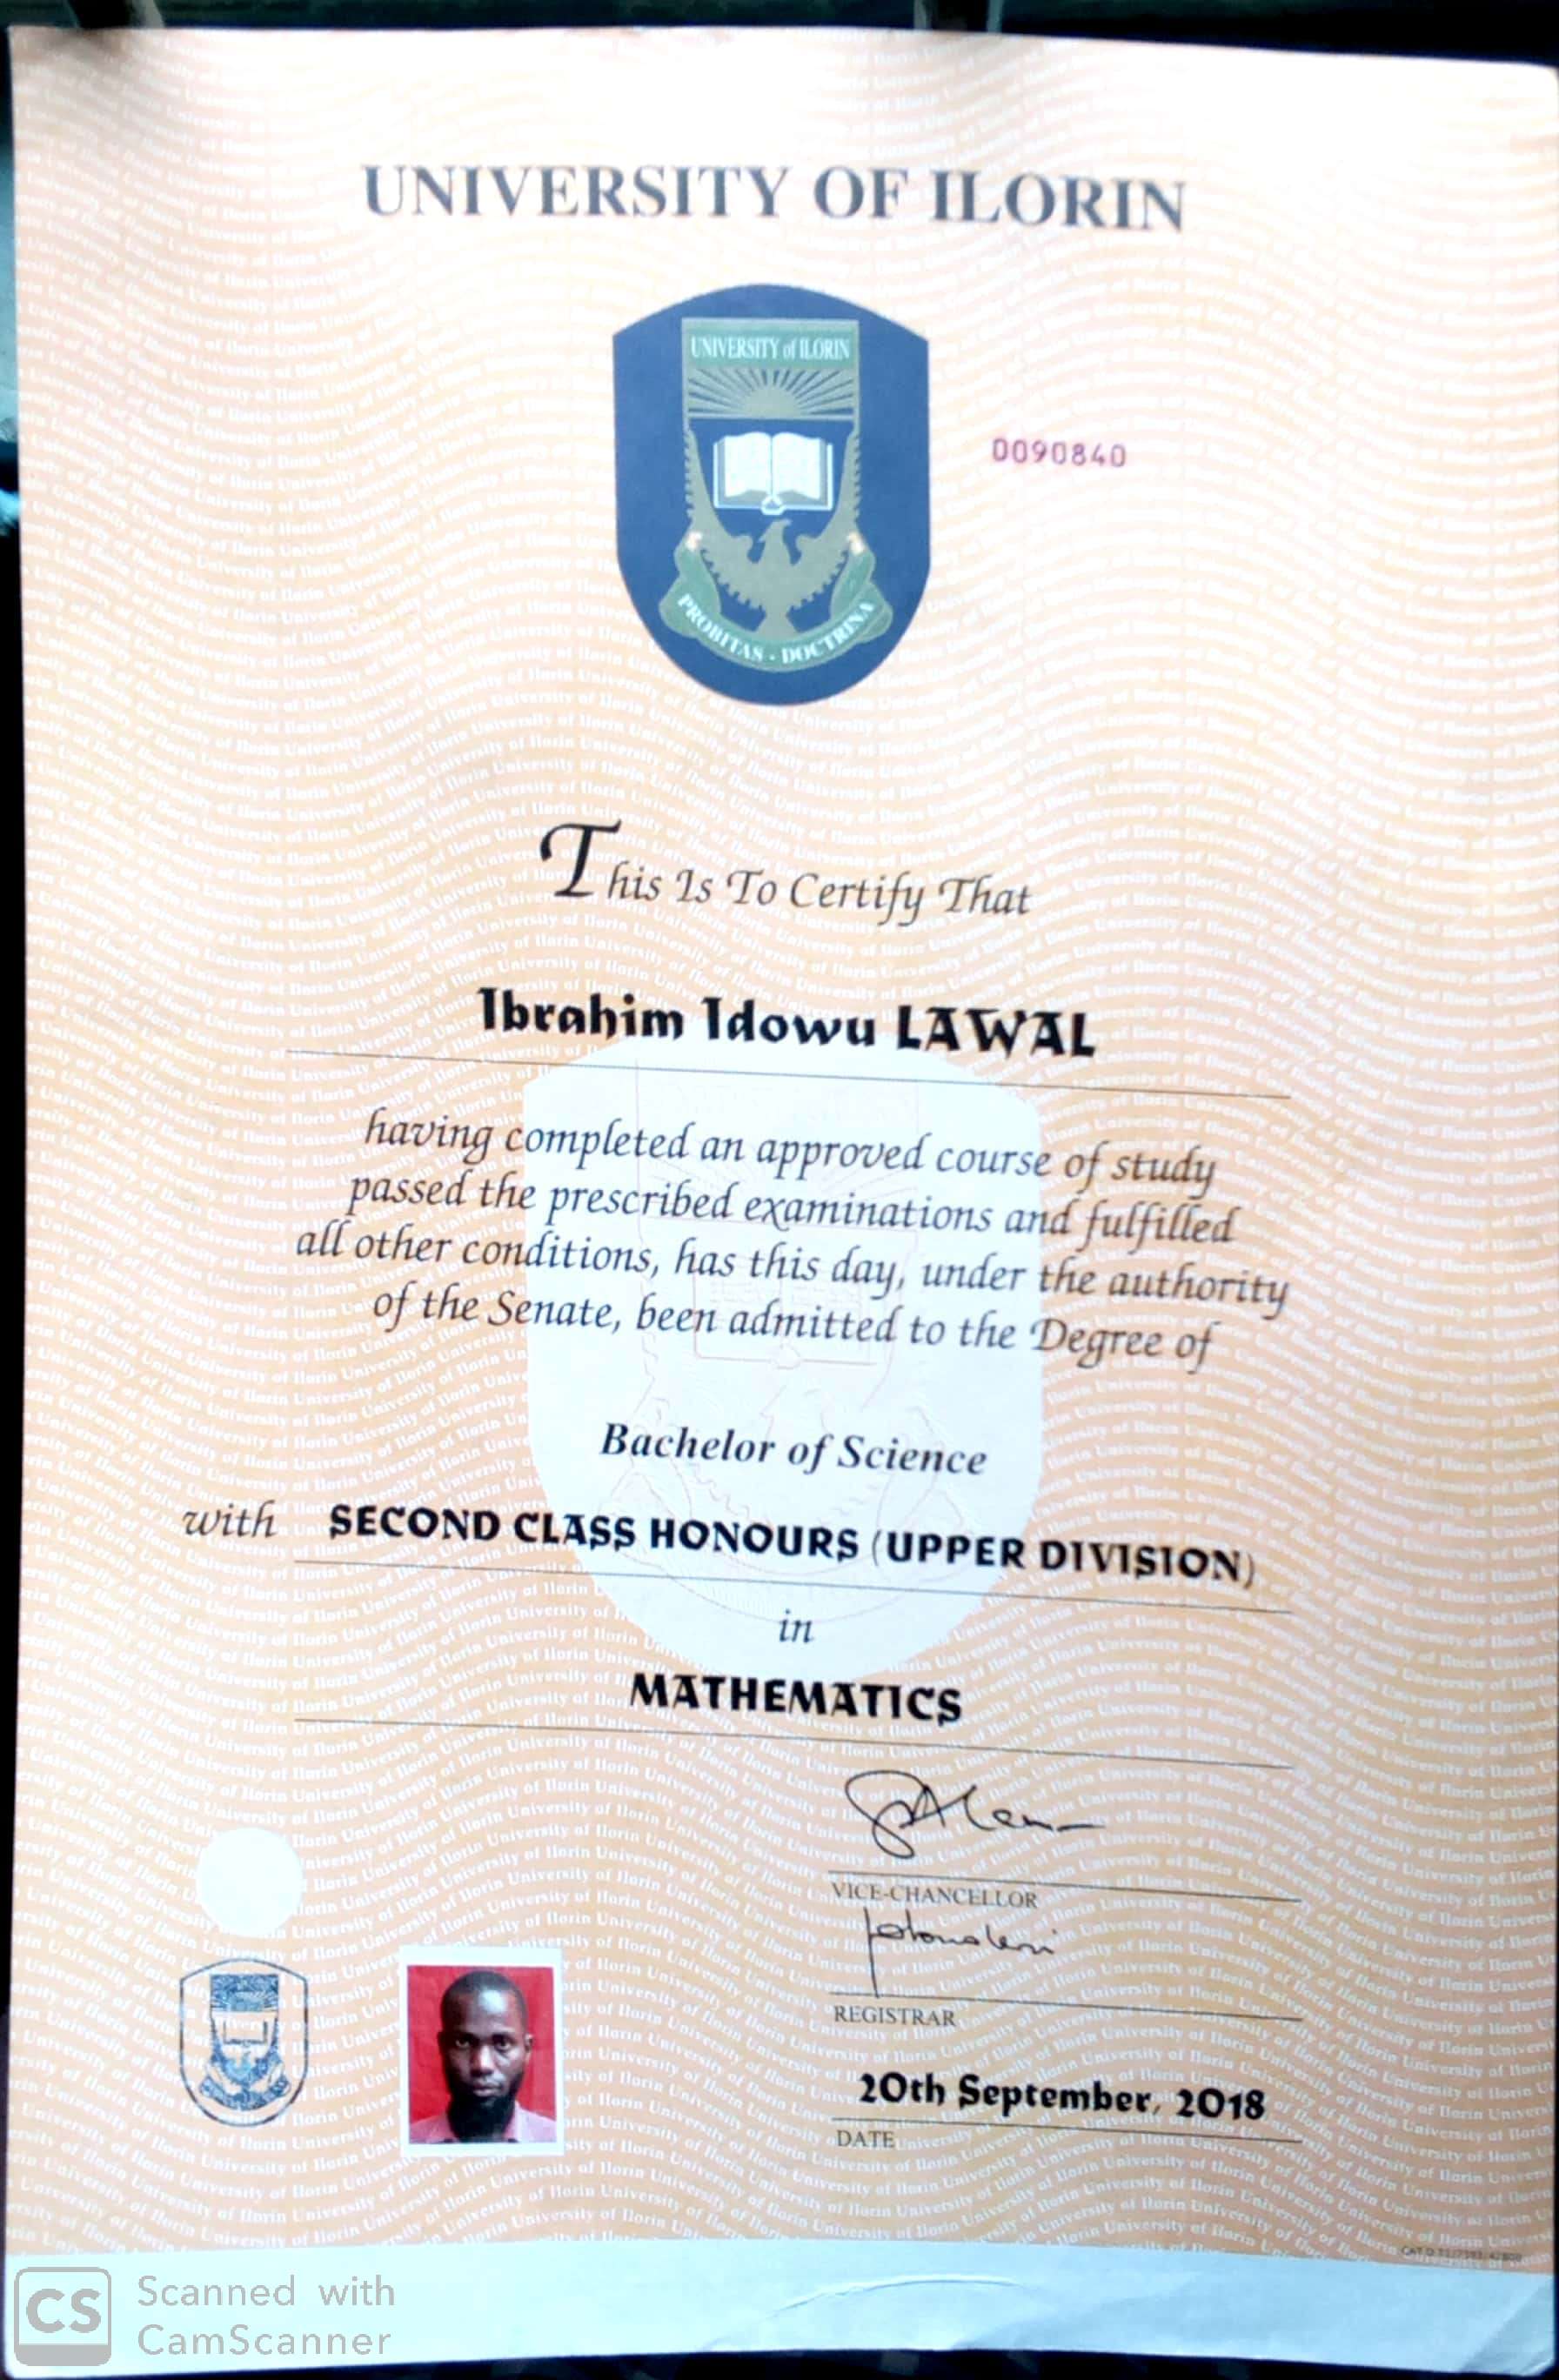 UNIVERSITY OF ILORIN
UNIVERSITY of ILORIN
0090840
PROBITAS - DOCTRINA
This Is To Certify That
Ibrahim Idowu LAWAL
having completed an approved course of study
passed the prescribed examinations and fulfilled
all other conditions, has this day, under the authority
of the Senate, been admitted to the Degree of
Bachelor of Science
with SECOND CLASS HONOURS (UPPER DIVISION)
in
MATHEMATICS
VICE-CHANCELLOR
REGISTRAR
20th September, 2018
DATE
CS Scanned with
CamScanner